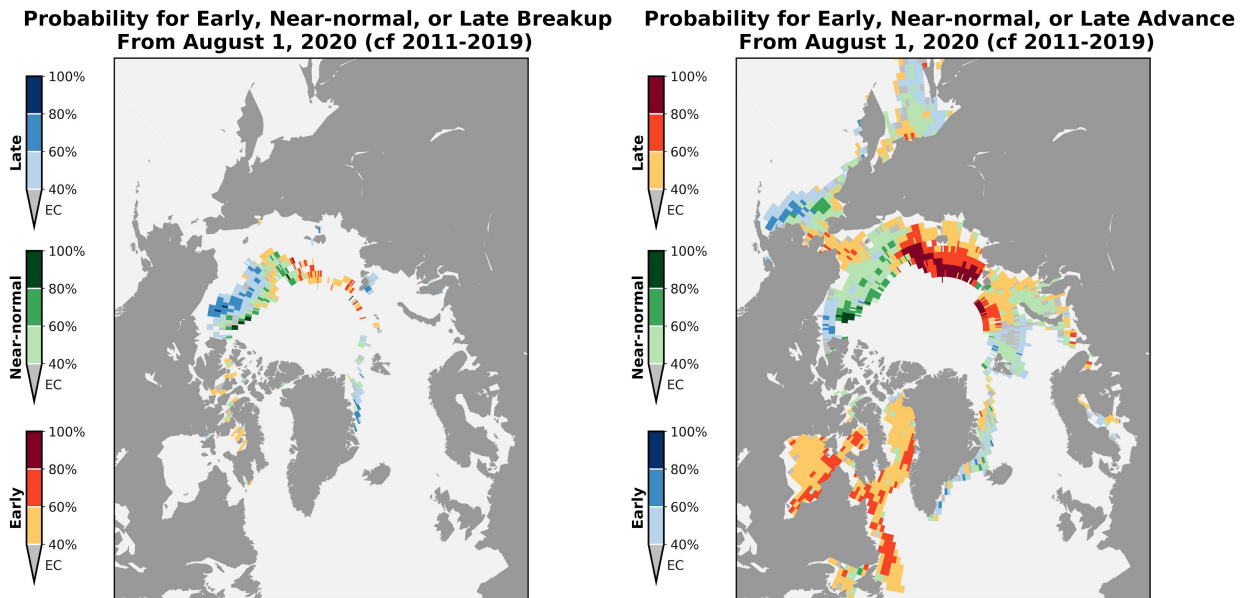 Probability for Early, Near-normal, or Late Breakup
From August 1, 2020 (cf 2011-2019)
100%
80%
60%
40%
EC
Late
100%
80%
60%
40%
EC
Near-normal
100%
80%
60%
40%
EC
Early
Probability for Early, Near-normal, or Late Advance
From August 1, 2020 (cf 2011-2019)
100%
80%
60%
40%
EC
Late
100%
80%
60%
40%
EC
Near-normal
100%
80%
60%
40%
EC
Early